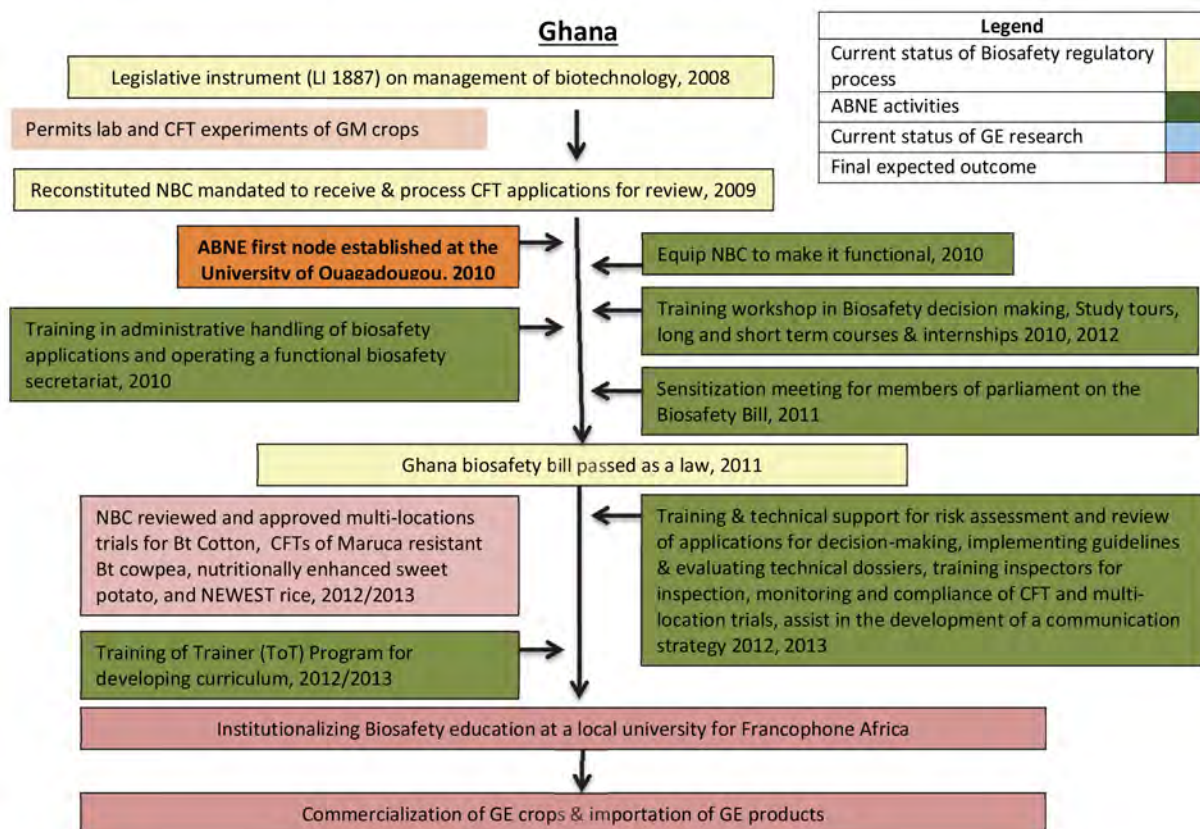 Ghana
Legend
Current status of Biosafety regulatory
process
ABNE activities
Current status of GE research
Final expected outcome
Legislative instrument (LI 1887) on management of biotechnology, 2008
Permits lab and CFT experiments of GM crops
Reconstituted NBC mandated to receive & process CFT applications for review, 2009
ABNE first node established at the
University of Ouagadougou, 2010
Equip NBC to make it functional, 2010
Training in administrative handling of biosafety
applications and operating a functional biosafety
secretariat, 2010
Training workshop in Biosafety decision making, Study tours,
long and short term courses & internships 2010, 2012
Sensitization meeting for members of parliament on the
Biosafety Bill, 2011
Ghana biosafety bill passed as a law, 2011
NBC reviewed and approved multi-locations
trials for Bt Cotton, CFTs of Maruca resistant
Bt cowpea, nutritionally enhanced sweet
potato, and NEWEST rice, 2012/2013
Training & technical support for risk assessment and review
of applications for decision-making, implementing guidelines
& evaluating technical dossiers, training inspectors for
inspection, monitoring and compliance of CFT and multi-
location trials, assist in the development of a communication
strategy 2012, 2013
Training of Trainer (ToT) Program for
developing curriculum, 2012/2013
Institutionalizing Biosafety education at a local university for Francophone Africa
Commercialization of GE crops & importation of GE products